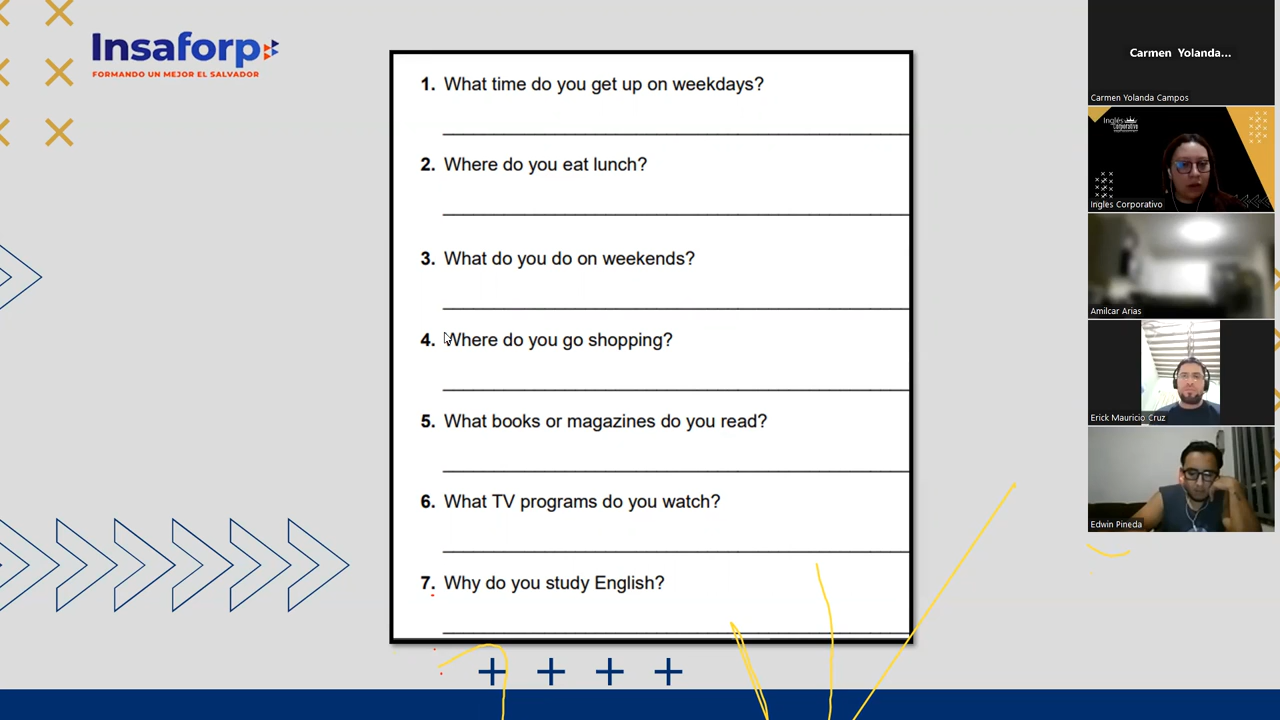 Insaforp
FORMANDO UN MEJOR EL SALVADOR
1. What time do you get up on weekdays?
2. Where do you eat lunch?
3. What do you do on weekends?
4. Where do you go shopping?
5. What books or magazines do you read?
6. What TV programs do you watch?
7. Why do you study English?
Carmen Yolanda...
Carmen Yolanda Campos
Inglés
Corporativo
Ingles Corporativo
Amilcar Arias
Erick Mauricio Cruz
Edwin Pineda